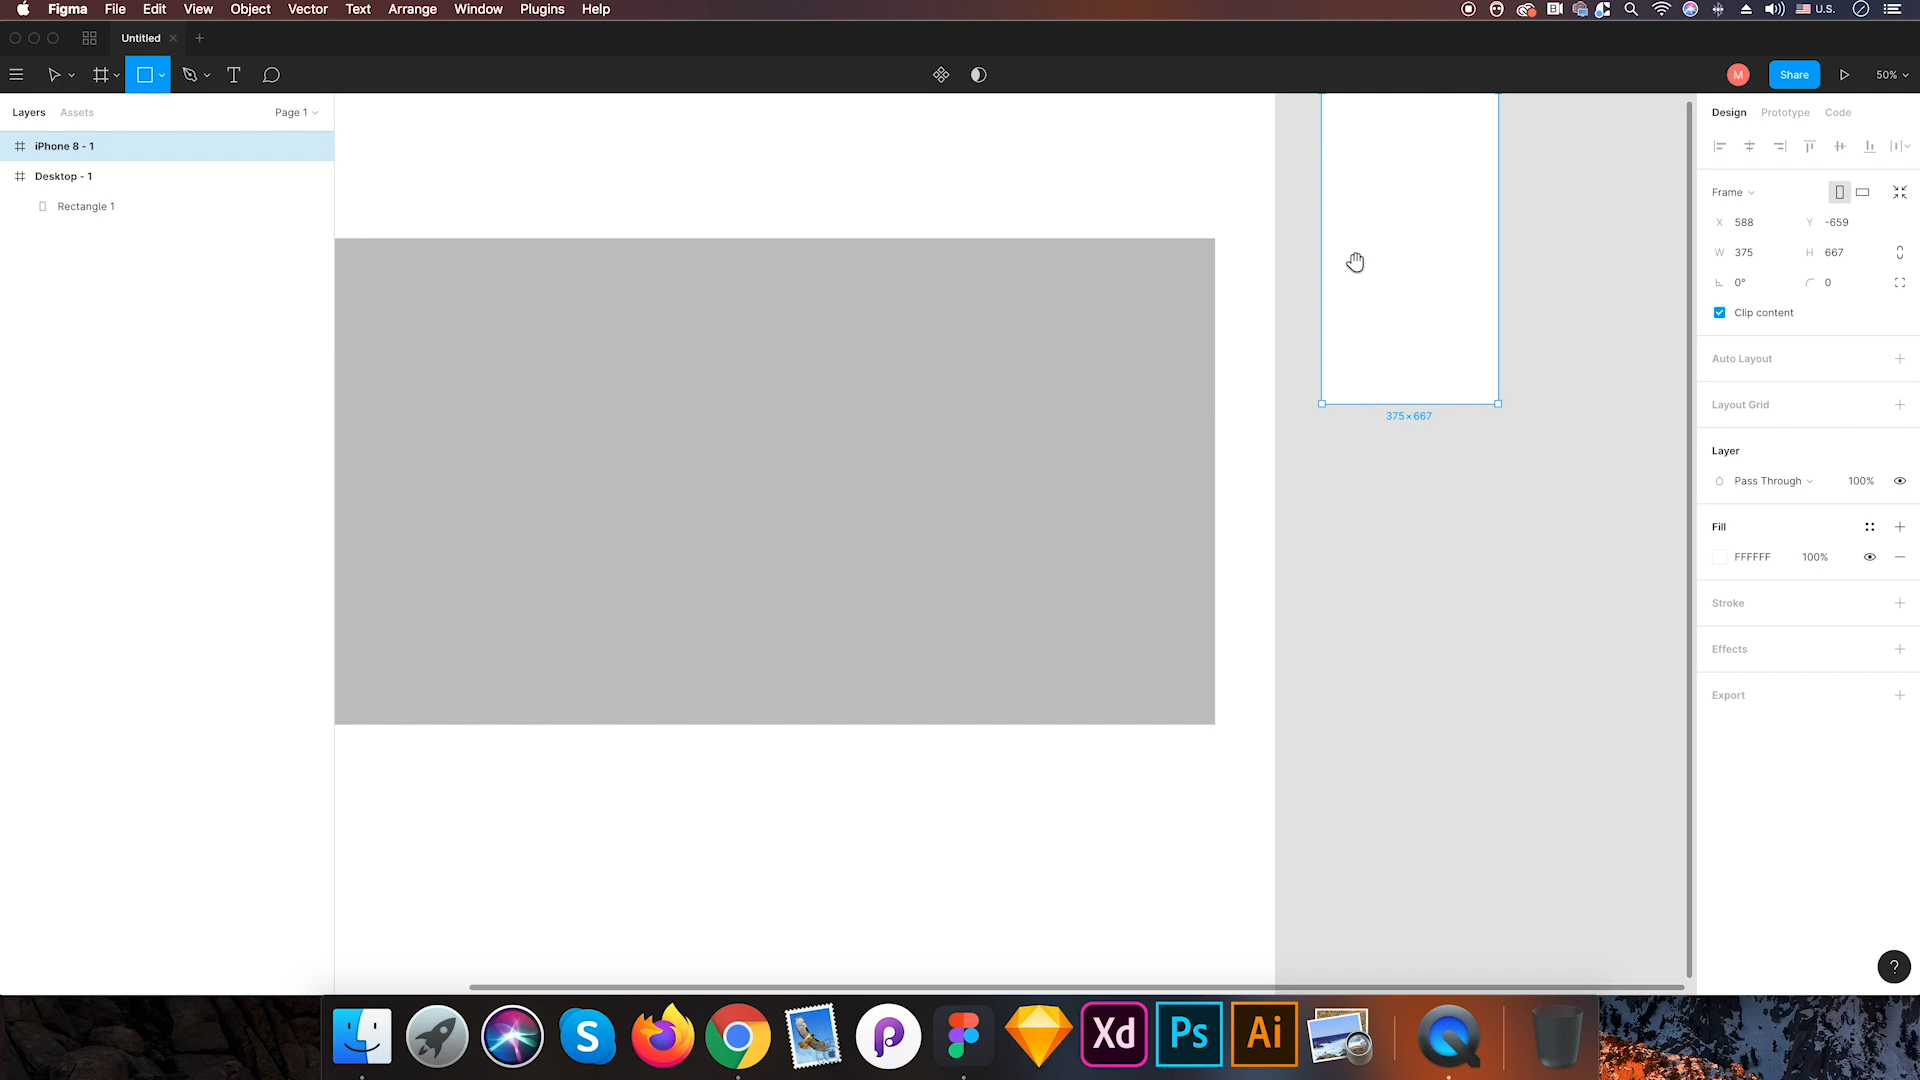 Figma File Edit View Object Vector Text Arrange Window Plugins Help U.S.
Untitled
M Share 50%
Layers Assets Page 1
iPhone 8 - 1
Desktop - 1
Rectangle 1
375×667
Design Prototype Code
Frame
X 588 Y -659
W 375 H 667
0° 0
Clip content
Auto Layout
Layout Grid
Layer
Pass Through 100%
Fill
FFFFFF 100%
Stroke
Effects
Export
?
S Xd Ps Ai